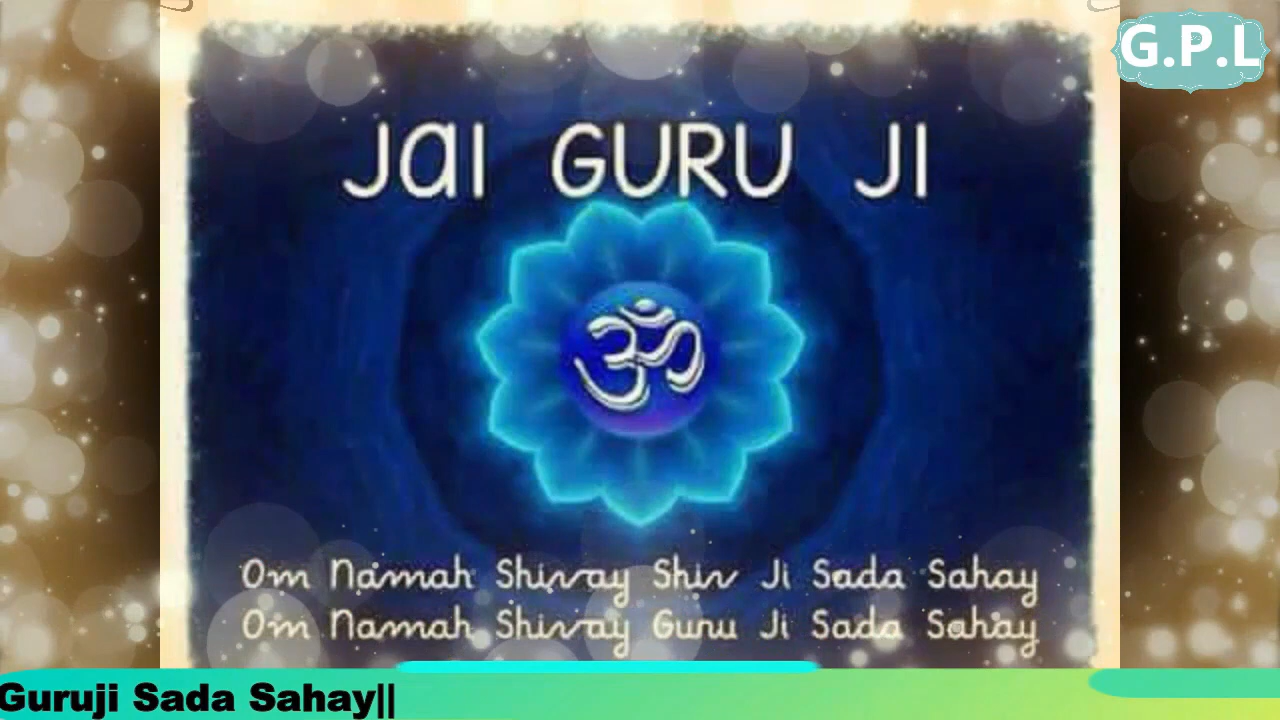 G.P.L
Jai GURU JI
ॐ
Om Namah Shivay Shiv Ji Sada Sahay
Om Namah Shivay Guru Ji Sada Sahay
Guruji Sada Sahay||